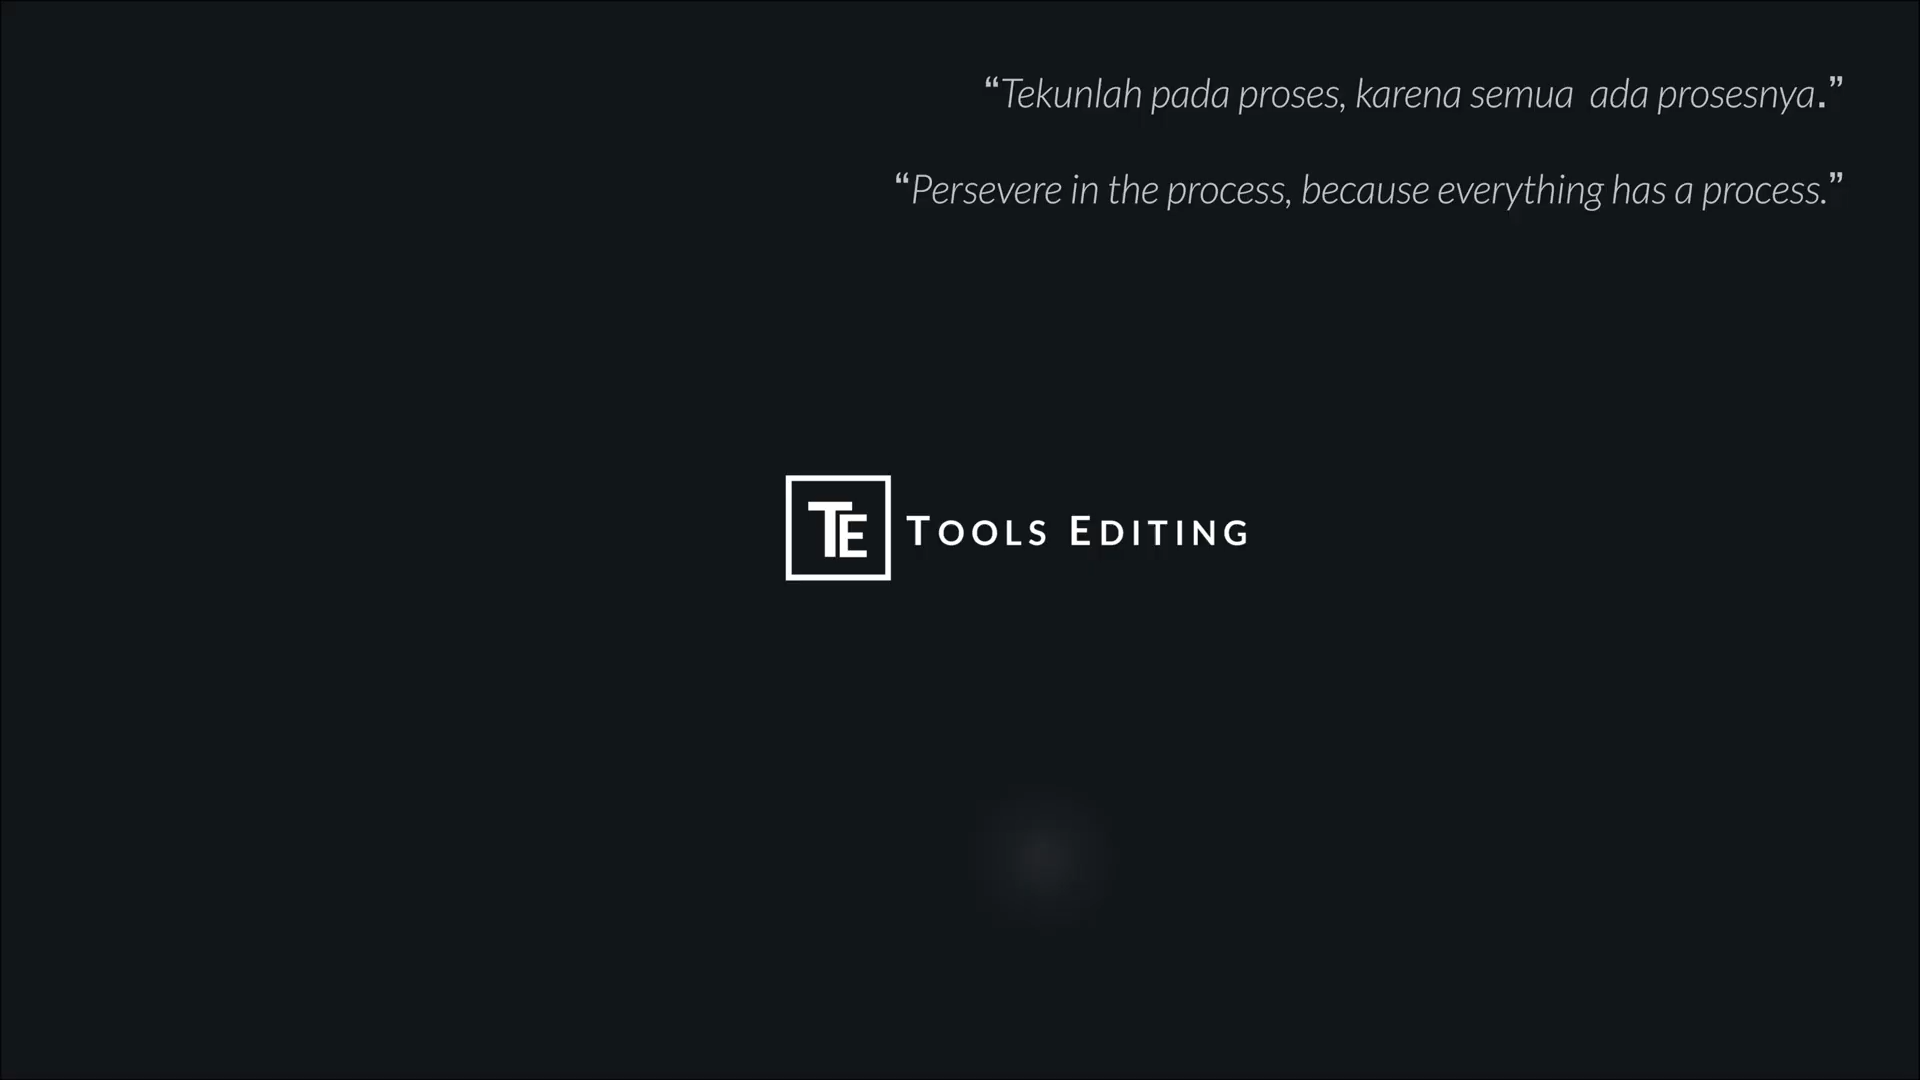 “Tekunlah pada proses, karena semua  ada prosesnya.”
“Persevere in the process, because everything has a process.”
TE TOOLS EDITING